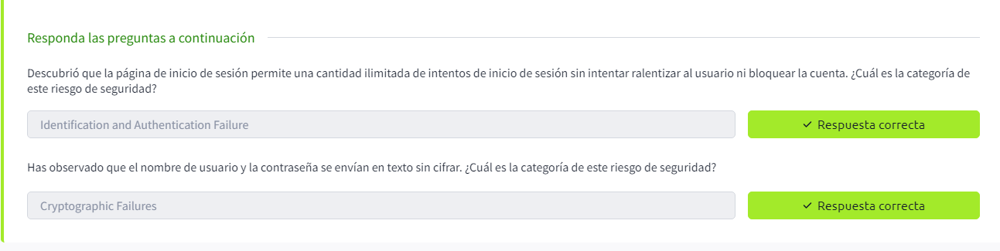 Responda las preguntas a continuación
Descubrió que la página de inicio de sesión permite una cantidad ilimitada de intentos de inicio de sesión sin intentar ralentizar al usuario ni bloquear la cuenta. ¿Cuál es la categoría de
este riesgo de seguridad?
Identification and Authentication Failure
✓ Respuesta correcta
Has observado que el nombre de usuario y la contraseña se envían en texto sin cifrar. ¿Cuál es la categoría de este riesgo de seguridad?
Cryptographic Failures
✓ Respuesta correcta